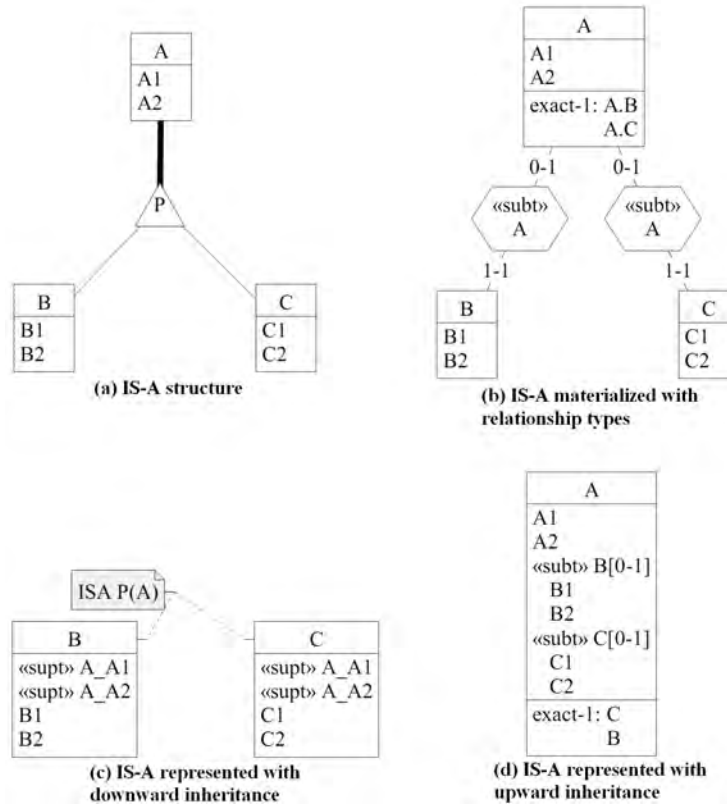 A
A1
A2
P
B
B1
B2
C
C1
C2
(a) IS-A structure
A
A1
A2
exact-1: A.B
A.C
0-1
0-1
«subt»
A
«subt»
A
1-1
1-1
B
B1
B2
C
C1
C2
(b) IS-A materialized with
relationship types
ISA P(A)
B
«supt» A_A1
«supt» A_A2
B1
B2
C
«supt» A_A1
«supt» A_A2
C1
C2
(c) IS-A represented with
downward inheritance
A
A1
A2
«subt» B[0-1]
B1
B2
«subt» C[0-1]
C1
C2
exact-1: C
B
(d) IS-A represented with
upward inheritance